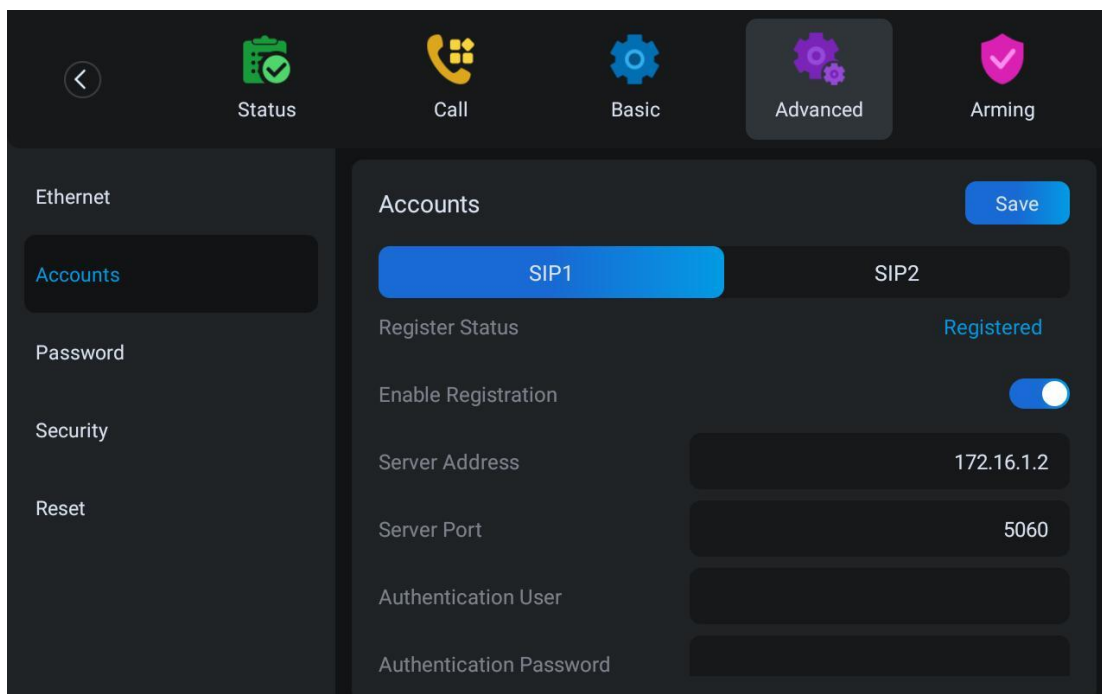 Status
Call
Basic
Advanced
Arming
Ethernet
Accounts
Password
Security
Reset
Accounts
Save
SIP1
SIP2
Register Status
Registered
Enable Registration
Server Address
172.16.1.2
Server Port
5060
Authentication User
Authentication Password